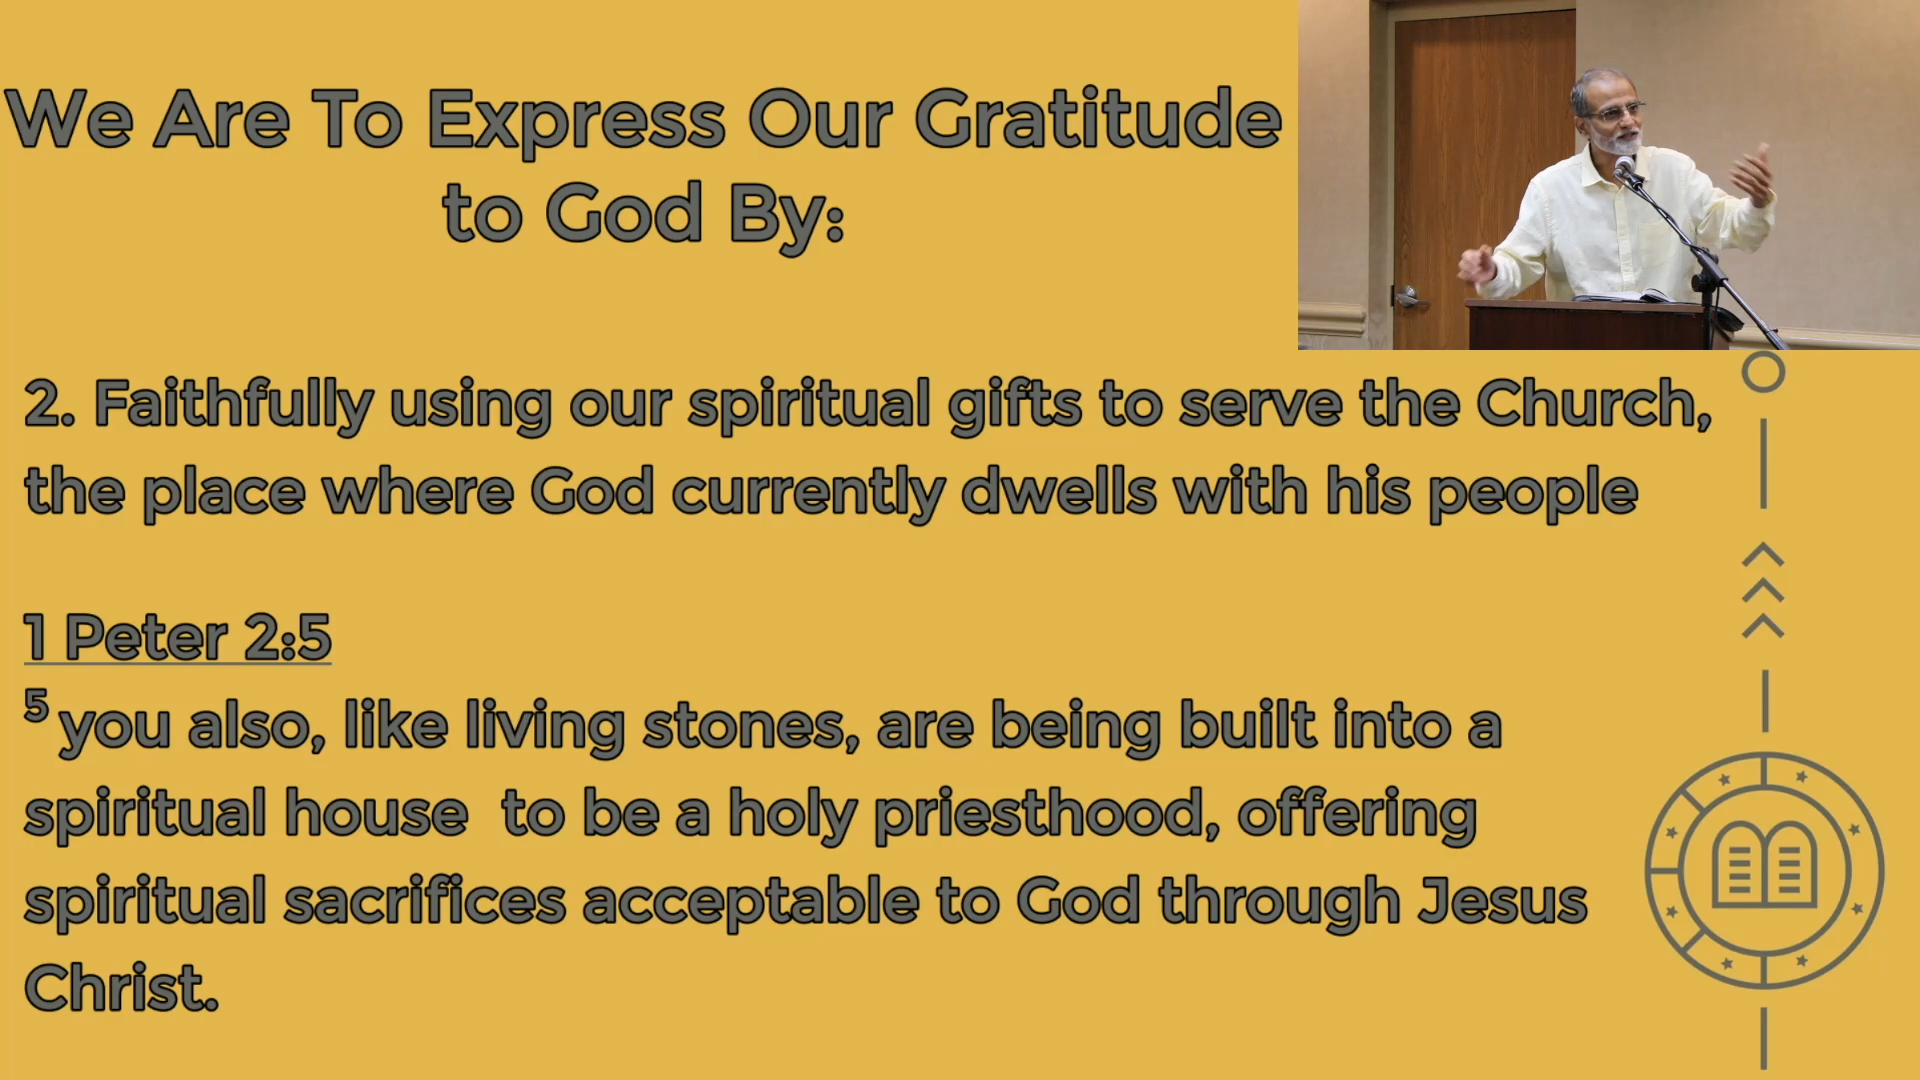 We Are To Express Our Gratitude
to God By:
2. Faithfully using our spiritual gifts to serve the Church,
the place where God currently dwells with his people
1 Peter 2:5
5 you also, like living stones, are being built into a
spiritual house to be a holy priesthood, offering
spiritual sacrifices acceptable to God through Jesus
Christ.